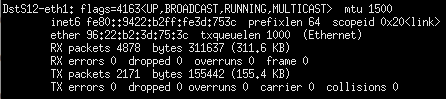 DstS12-eth1: flags=4163<UP,BROADCAST,RUNNING,MULTICAST>  mtu 1500
        inet6 fe80::9422:b2ff:fe3d:753c  prefixlen 64  scopeid 0x20<link>
        ether 96:22:b2:3d:75:3c  txqueuelen 1000  (Ethernet)
        RX packets 4878  bytes 311637 (311.6 KB)
        RX errors 0  dropped 0  overruns 0  frame 0
        TX packets 2171  bytes 155442 (155.4 KB)
        TX errors 0  dropped 0 overruns 0  carrier 0  collisions 0